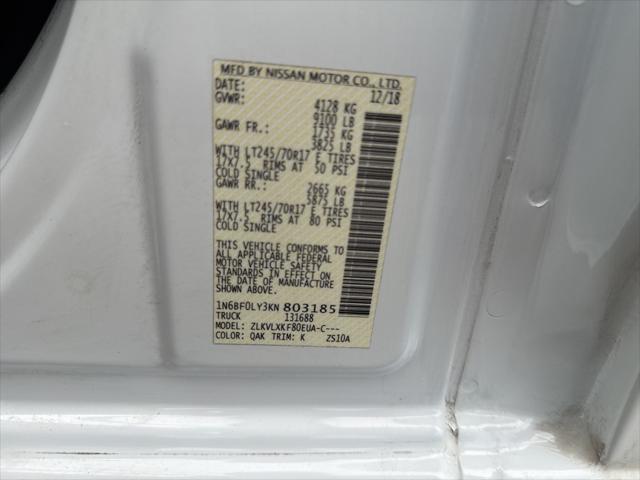 MFD BY NISSAN MOTOR CO., LTD.
DATE: 12/18
GVWR: 4128 KG
9100 LB
GAWR FR.: 1735 KG
3825 LB
WITH LT245/70R17 E TIRES
17X7.5 RIMS AT 50 PSI
COLD SINGLE
GAWR RR.: 2665 KG
5875 LB
WITH LT245/70R17 E TIRES
17X7.5 RIMS AT 80 PSI
COLD SINGLE
THIS VEHICLE CONFORMS TO
ALL APPLICABLE FEDERAL
MOTOR VEHICLE SAFETY
STANDARDS IN EFFECT ON
THE DATE OF MANUFACTURE
SHOWN ABOVE.
1N6BF0LY3KN 803185
TRUCK 131688
MODEL: ZLKVLXKF80EUA-C---
COLOR: QAK TRIM: K ZS10A